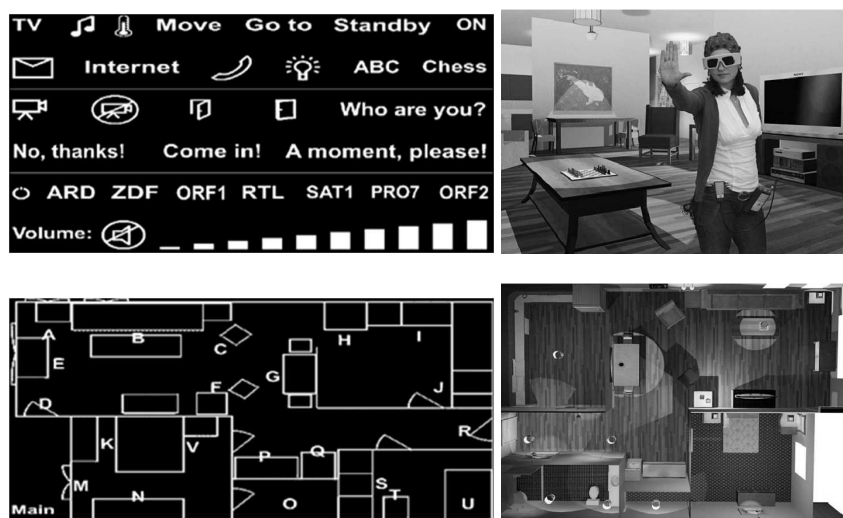 TV Move Go to Standby ON
Internet ABC Chess
Who are you?
No, thanks! Come in! A moment, please!
ARD ZDF ORF1 RTL SAT1 PRO7 ORF2
Volume:
A B C H I
E G
D F J
K V P Q R
M N O S T U
Main